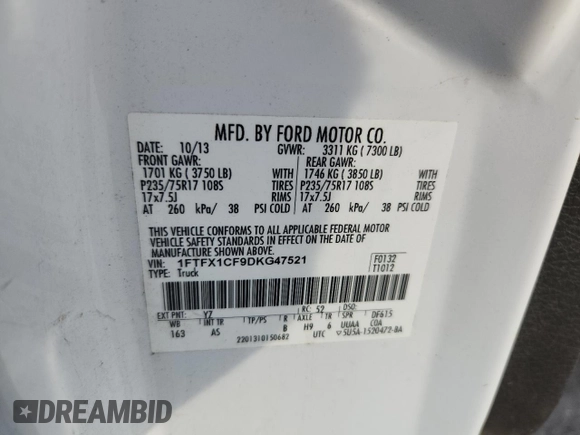 MFD. BY FORD MOTOR CO.
DATE: 10/13 GVWR: 3311 KG ( 7300 LB)
FRONT GAWR: REAR GAWR:
1701 KG ( 3750 LB) WITH 1746 KG ( 3850 LB) WITH
P235/75R17 108S TIRES P235/75R17 108S TIRES
17x7.5J RIMS 17x7.5J RIMS
AT 260 kPa/ 38 PSI COLD AT 260 kPa/ 38 PSI COLD
THIS VEHICLE CONFORMS TO ALL APPLICABLE FEDERAL MOTOR
VEHICLE SAFETY STANDARDS IN EFFECT ON THE DATE OF
MANUFACTURE SHOWN ABOVE.
VIN: 1FTFX1CF9DKG47521 F0132
TYPE: Truck T1012
EXT PNT: YZ RC: 52 DF615
WB INT TR TP/PS R AXLE TR SPR
163 AS B H9 6 UUAA COA
2201310150682 UTC 5U5A-1520472-BA
DREAMBID